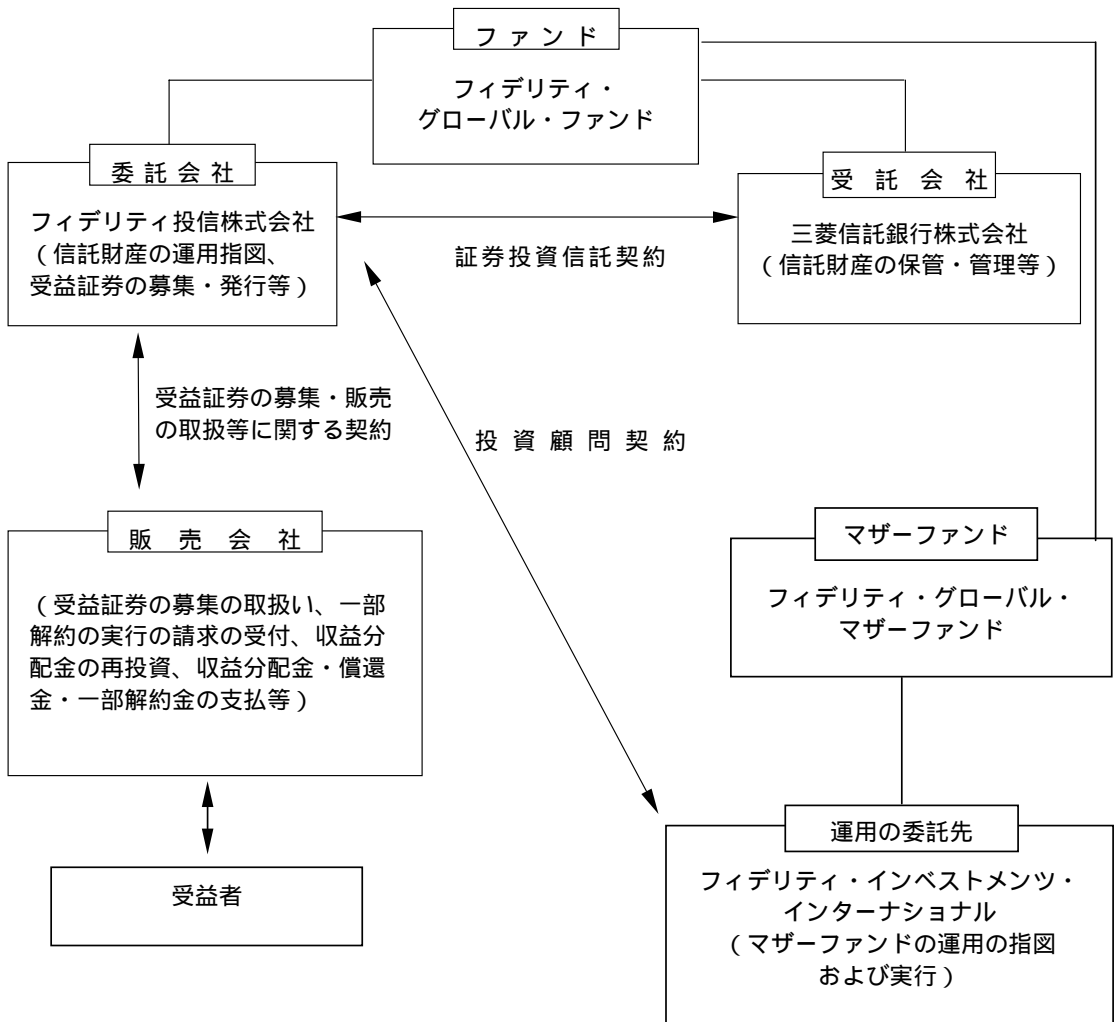 ファンド
フィデリティ・
グローバル・ファンド
委託会社
フィデリティ投信株式会社
（信託財産の運用指図、
受益証券の募集・発行等）
受託会社
三菱信託銀行株式会社
（信託財産の保管・管理等）
証券投資信託契約
受益証券の募集・販売
の取扱等に関する契約
投資顧問契約
販売会社
（受益証券の募集の取扱い、一部
解約の実行の請求の受付、収益分
配金の再投資、収益分配金・償還
金・一部解約金の支払等）
マザーファンド
フィデリティ・グローバル・
マザーファンド
受益者
運用の委託先
フィデリティ・インベストメンツ・
インターナショナル
（マザーファンドの運用の指図
および実行）